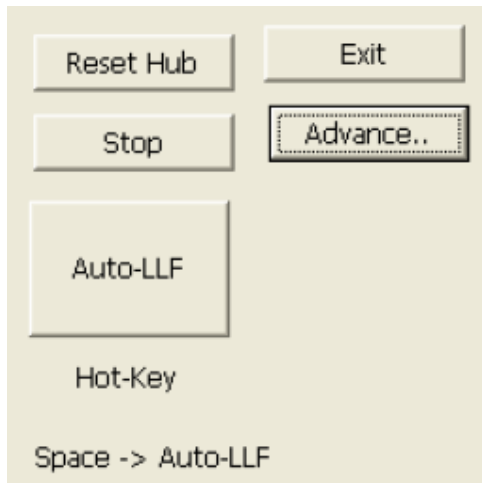 Reset Hub
Exit
Stop
Advance..
Auto-LLF
Hot-Key
Space -> Auto-LLF